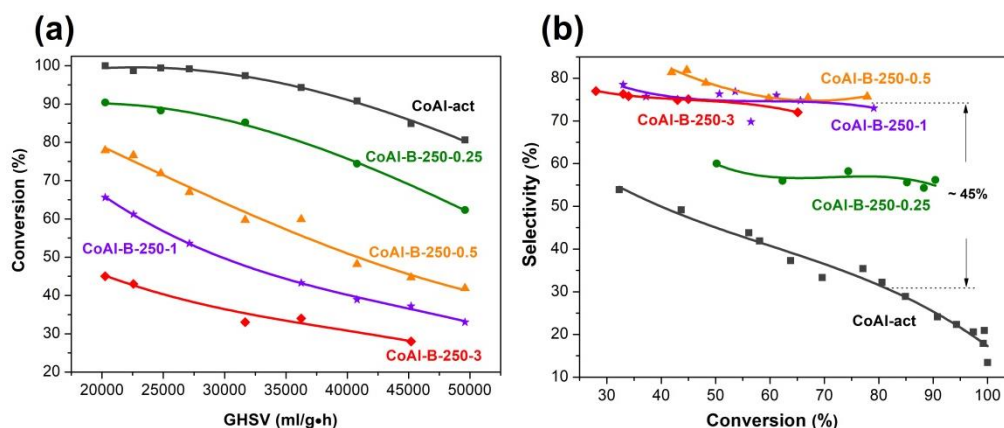 (a)
Conversion (%)
100
90
80
70
60
50
40
30
20
20000 25000 30000 35000 40000 45000 50000
GHSV (ml/g•h)
CoAl-act
CoAl-B-250-0.25
CoAl-B-250-0.5
CoAl-B-250-1
CoAl-B-250-3
(b)
Selectivity (%)
80
70
60
50
40
30
20
10
30 40 50 60 70 80 90 100
Conversion (%)
CoAl-B-250-0.5
CoAl-B-250-3
CoAl-B-250-1
CoAl-B-250-0.25
~ 45%
CoAl-act